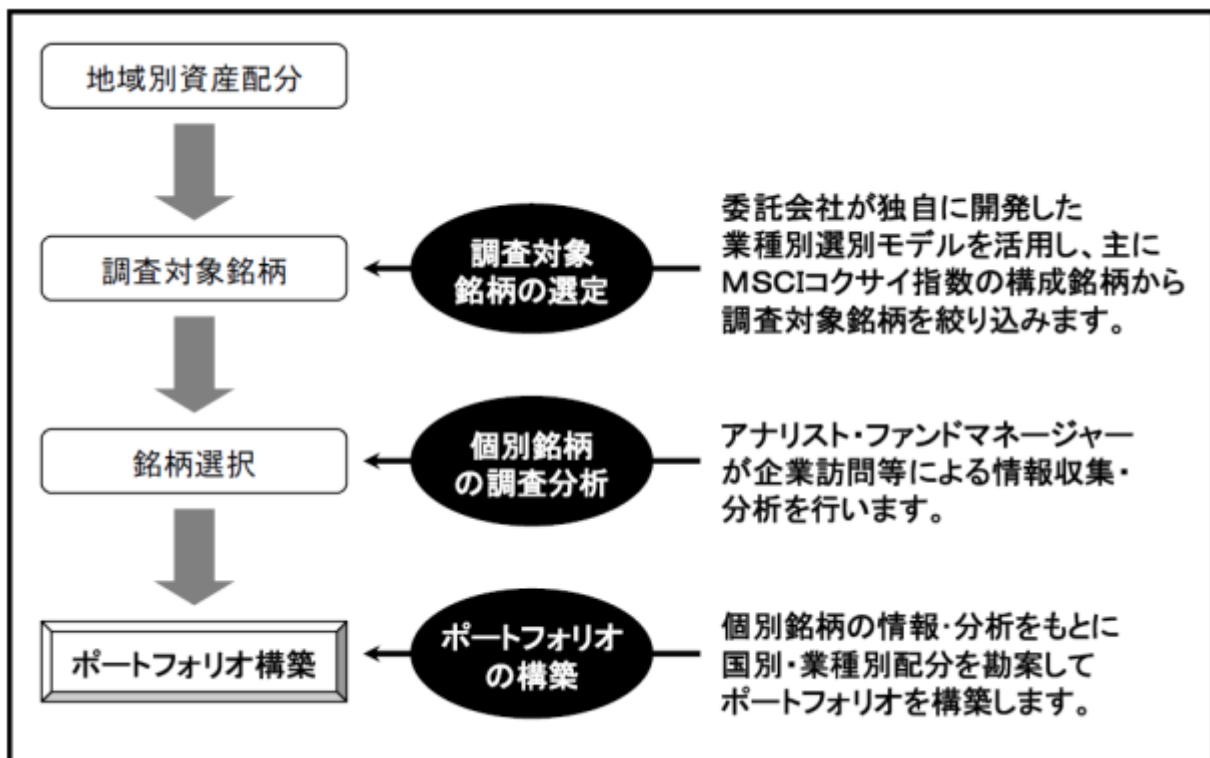 地域別資産配分
調査対象銘柄
調査対象
銘柄の選定
委託会社が独自に開発した
業種別選別モデルを活用し、主に
MSCIコクサイ指数の構成銘柄から
調査対象銘柄を絞り込みます。
銘柄選択
個別銘柄
の調査分析
アナリスト・ファンドマネージャー
が企業訪問等による情報収集・
分析を行います。
ポートフォリオ構築
ポートフォリオ
の構築
個別銘柄の情報・分析をもとに
国別・業種別配分を勘案して
ポートフォリオを構築します。